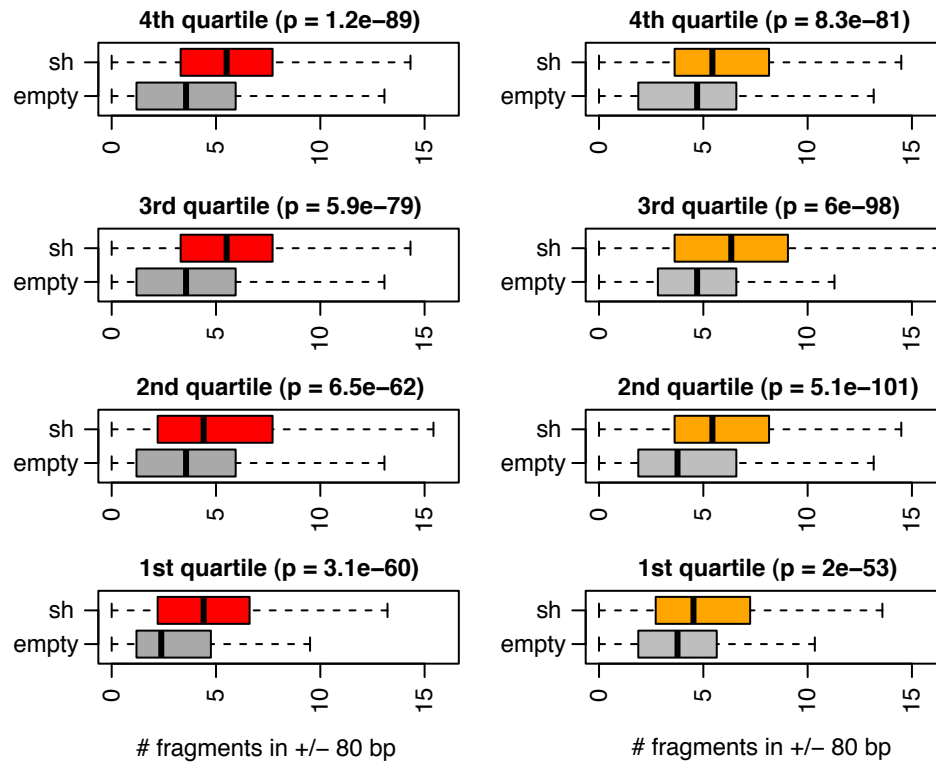 4th quartile (p = 1.2e−89)
sh
empty
0 5 10 15
3rd quartile (p = 5.9e−79)
sh
empty
0 5 10 15
2nd quartile (p = 6.5e−62)
sh
empty
0 5 10 15
1st quartile (p = 3.1e−60)
sh
empty
0 5 10 15
# fragments in +/− 80 bp
4th quartile (p = 8.3e−81)
sh
empty
0 5 10 15
3rd quartile (p = 6e−98)
sh
empty
0 5 10 15
2nd quartile (p = 5.1e−101)
sh
empty
0 5 10 15
1st quartile (p = 2e−53)
sh
empty
0 5 10 15
# fragments in +/− 80 bp